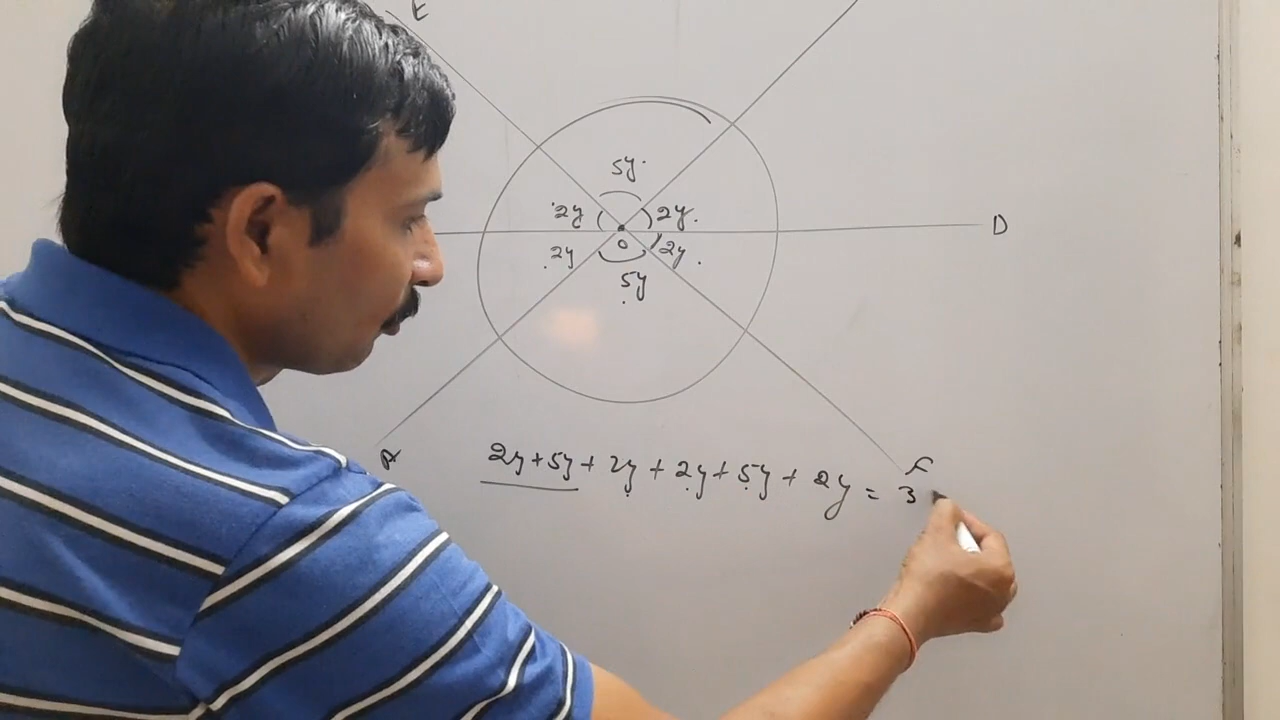 E
5y
2y 2y
D
2y O 2y
5y
A F
2y + 5y + 2y + 2y + 5y + 2y = 3